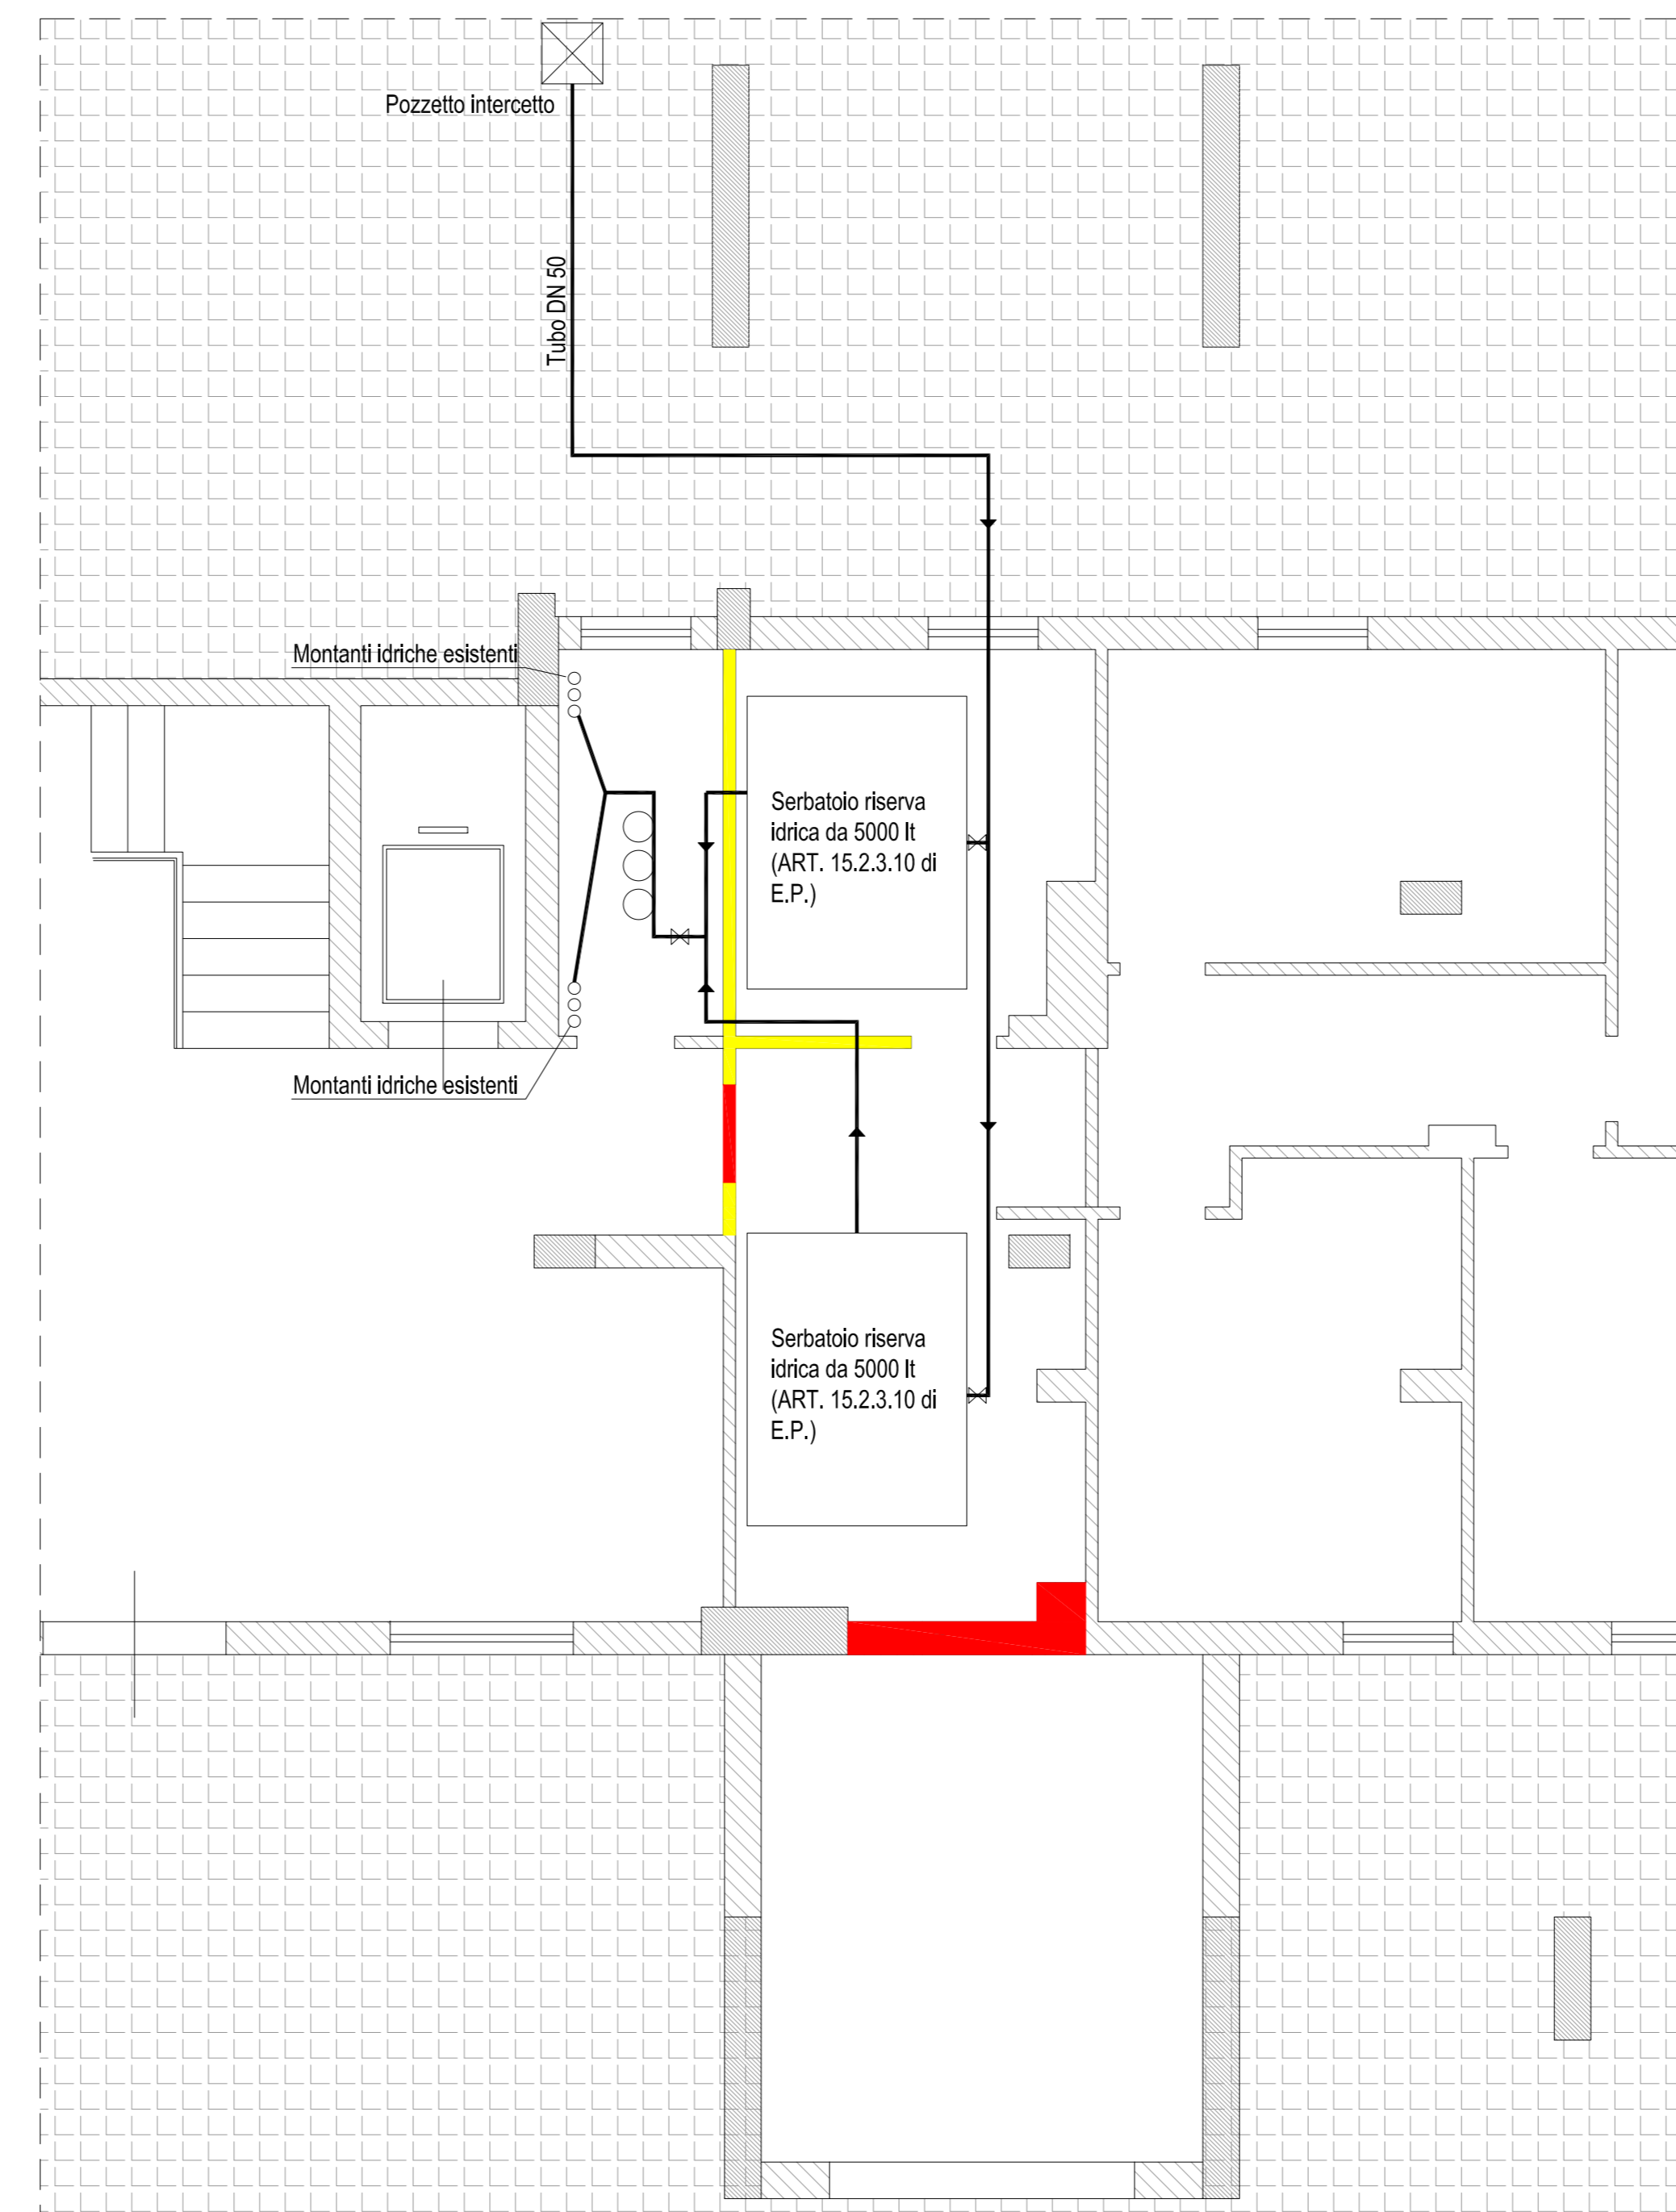 Pozzetto intercetto
Tubo DN 50
Montanti idriche esistenti
Serbatoio riserva
idrica da 5000 lt
(ART. 15.2.3.10 di
E.P.)
Montanti idriche esistenti
Serbatoio riserva
idrica da 5000 lt
(ART. 15.2.3.10 di
E.P.)